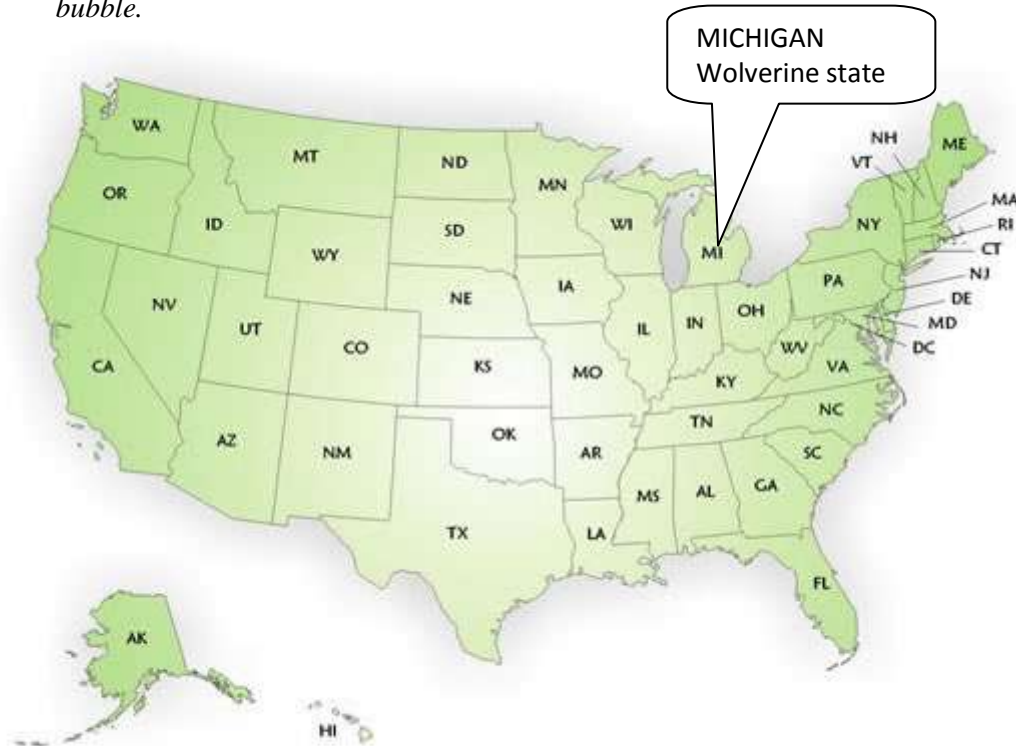 bubble.
MICHIGAN
Wolverine state
WA
MT
ND
MN
NH
ME
VT
OR
ID
SD
WI
MA
RI
NY
MI
CT
WY
NJ
IA
PA
DE
NV
NE
OH
MD
UT
IL
IN
DC
CO
WV
CA
KS
MO
VA
KY
NC
TN
AZ
OK
NM
AR
SC
MS
AL
GA
TX
LA
FL
AK
HI